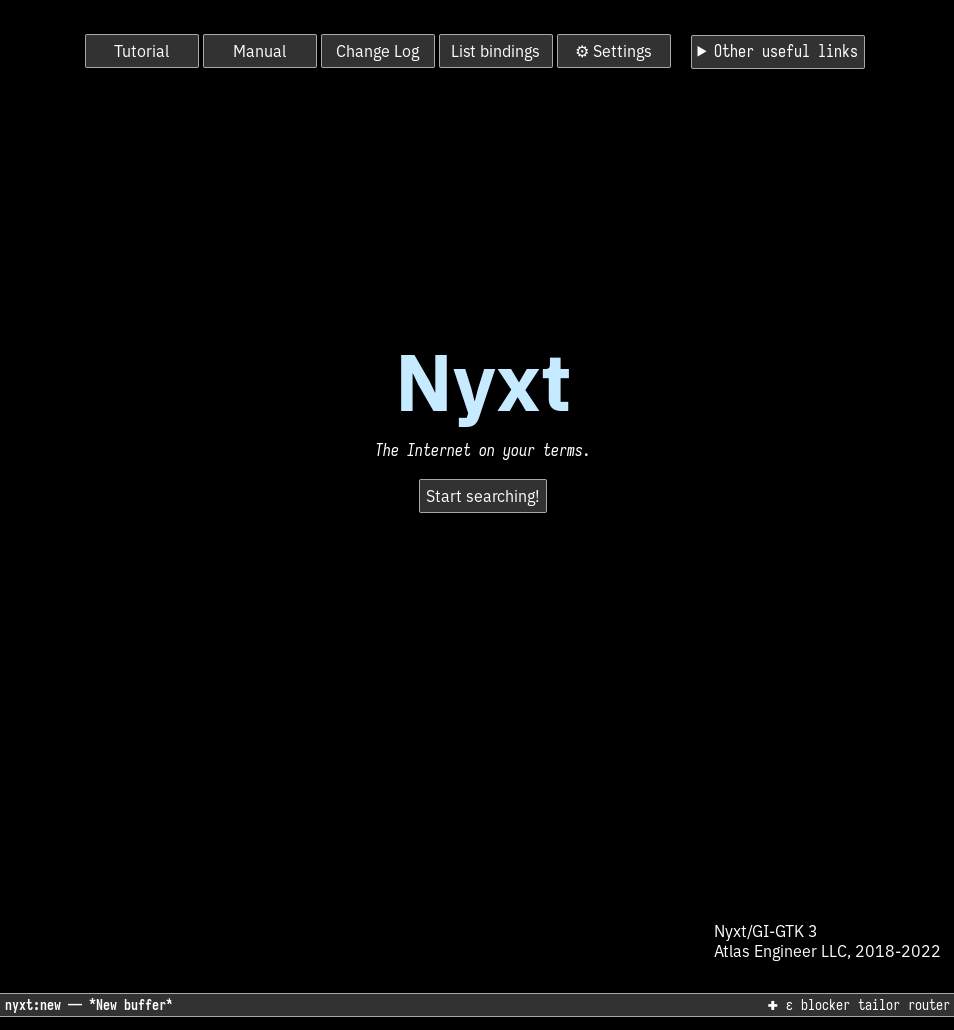 Tutorial Manual Change Log List bindings ⚙ Settings ▶ Other useful links
Nyxt
The Internet on your terms.
Start searching!
Nyxt/GI-GTK 3
Atlas Engineer LLC, 2018-2022
nyxt:new — *New buffer* ✚ ε blocker tailor router